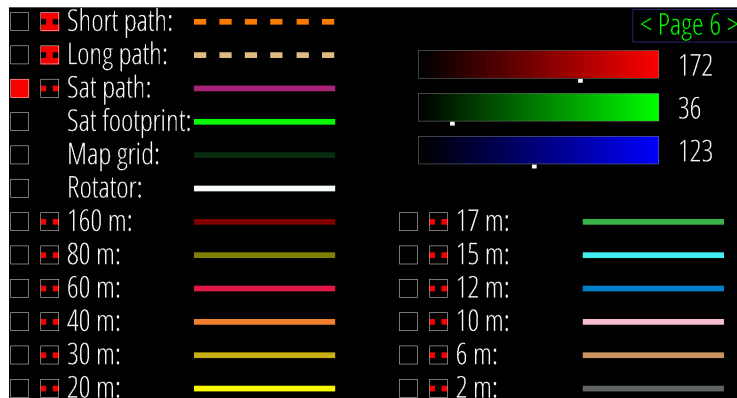 Short path:
< Page 6 >
Long path:
172
Sat path:
36
Sat footprint:
Map grid:
123
Rotator:
160 m:
17 m:
80 m:
15 m:
60 m:
12 m:
40 m:
10 m:
30 m:
6 m:
20 m:
2 m: